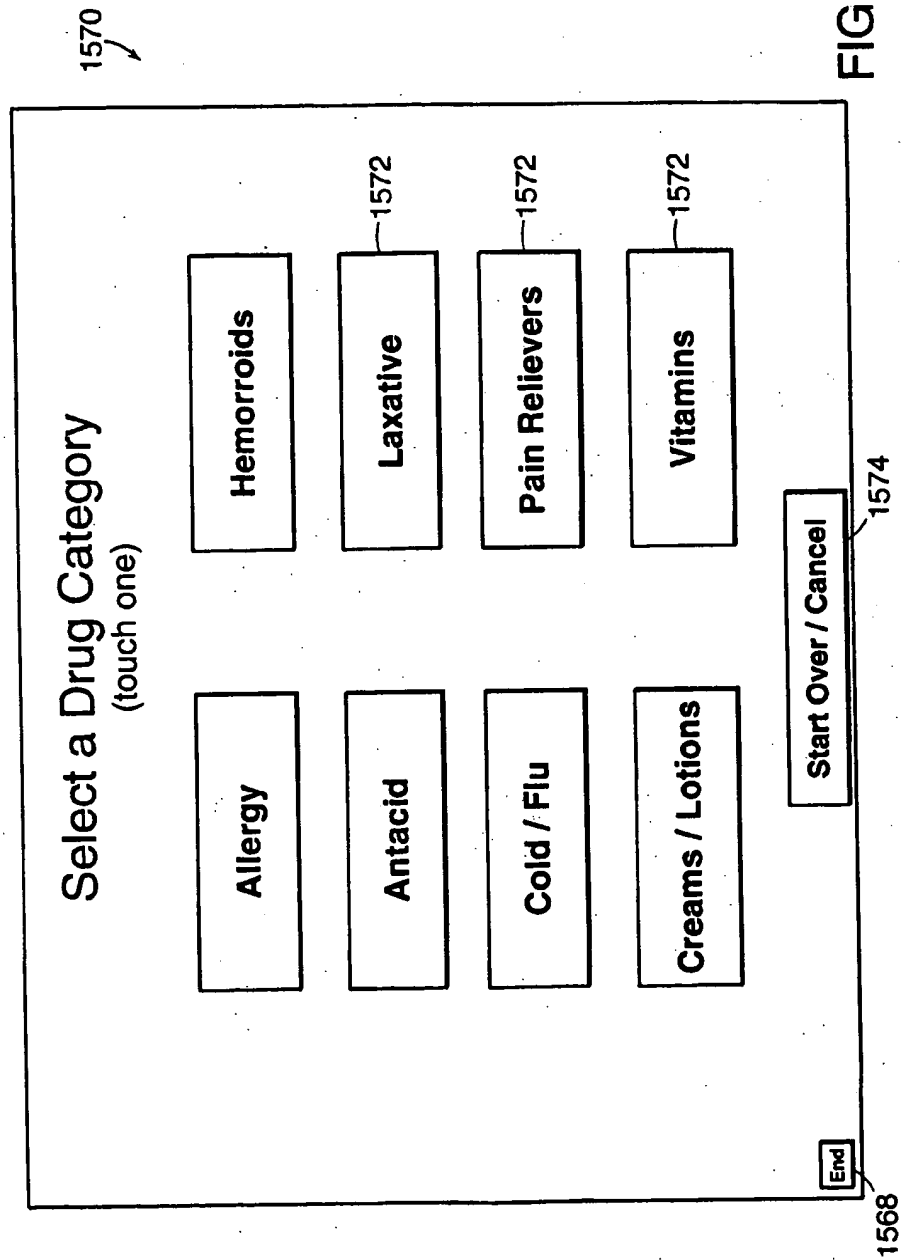 1570
Select a Drug Category
(touch one)
Allergy
Hemorroids
Antacid
Laxative
1572
Cold / Flu
Pain Relievers
1572
Creams / Lotions
Vitamins
1572
Start Over / Cancel
1574
End
1568
FIG